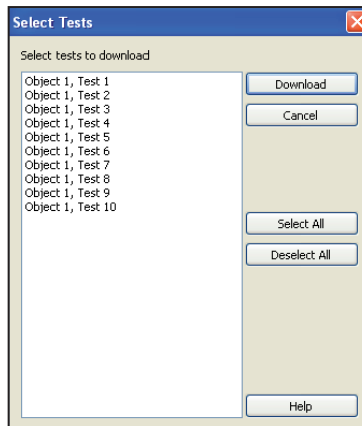 Select Tests
Select tests to download
Object 1, Test 1
Object 1, Test 2
Object 1, Test 3
Object 1, Test 4
Object 1, Test 5
Object 1, Test 6
Object 1, Test 7
Object 1, Test 8
Object 1, Test 9
Object 1, Test 10
Download
Cancel
Select All
Deselect All
Help